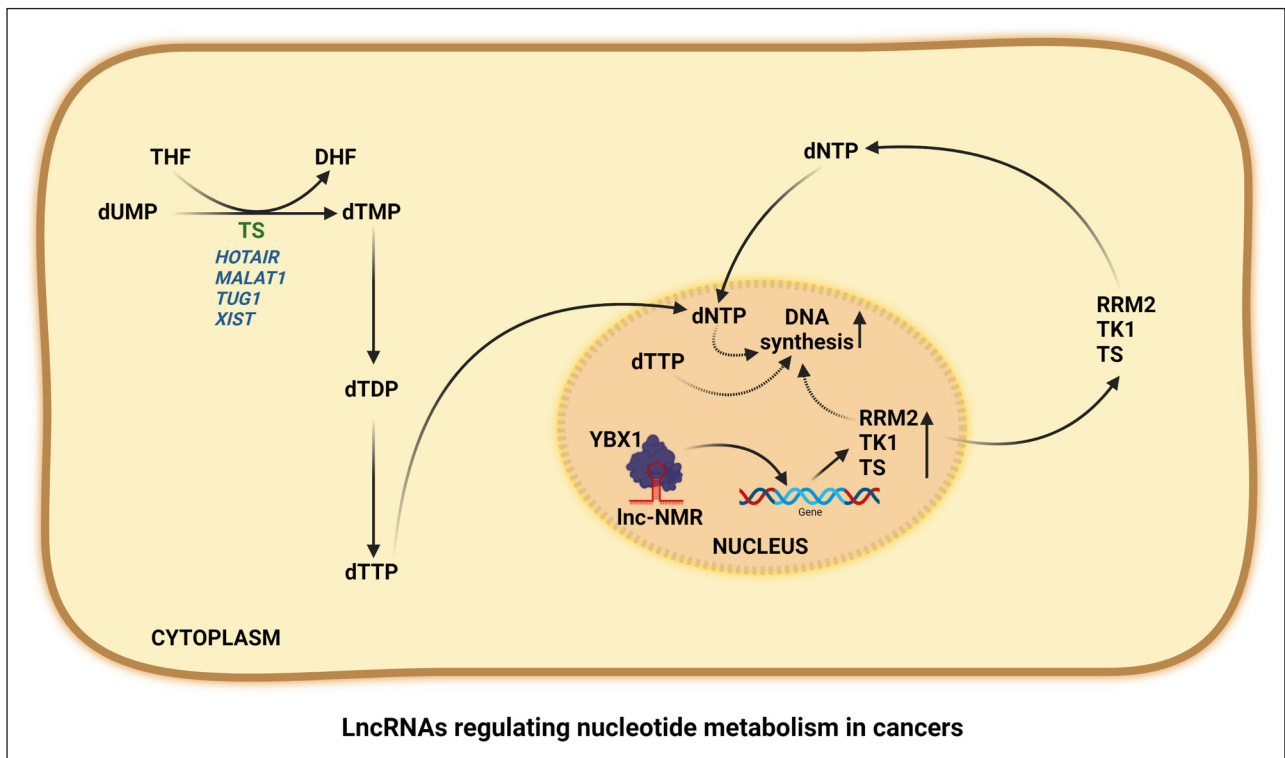 THF
DHF
dUMP
dTMP
TS
HOTAIR
MALAT1
TUG1
XIST
dTDP
dTTP
CYTOPLASM
dNTP
RRM2
TK1
TS
dNTP
DNA
synthesis
dTTP
RRM2
TK1
TS
YBX1
lnc-NMR
Gene
NUCLEUS
LncRNAs regulating nucleotide metabolism in cancers